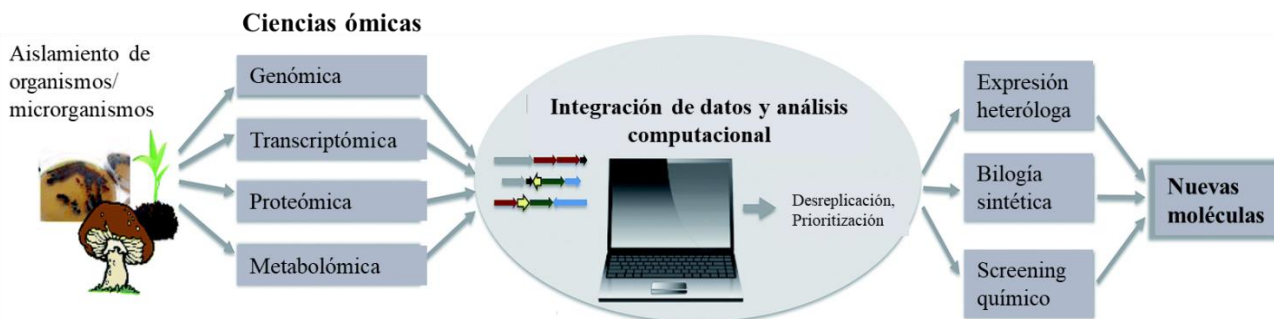 Ciencias ómicas
Aislamiento de
organismos/
microrganismos
Genómica
Transcriptómica
Proteómica
Metabolómica
Integración de datos y análisis
computacional
Desreplicación,
Prioritización
Expresión
heteróloga
Bilogía
sintética
Screening
químico
Nuevas
moléculas